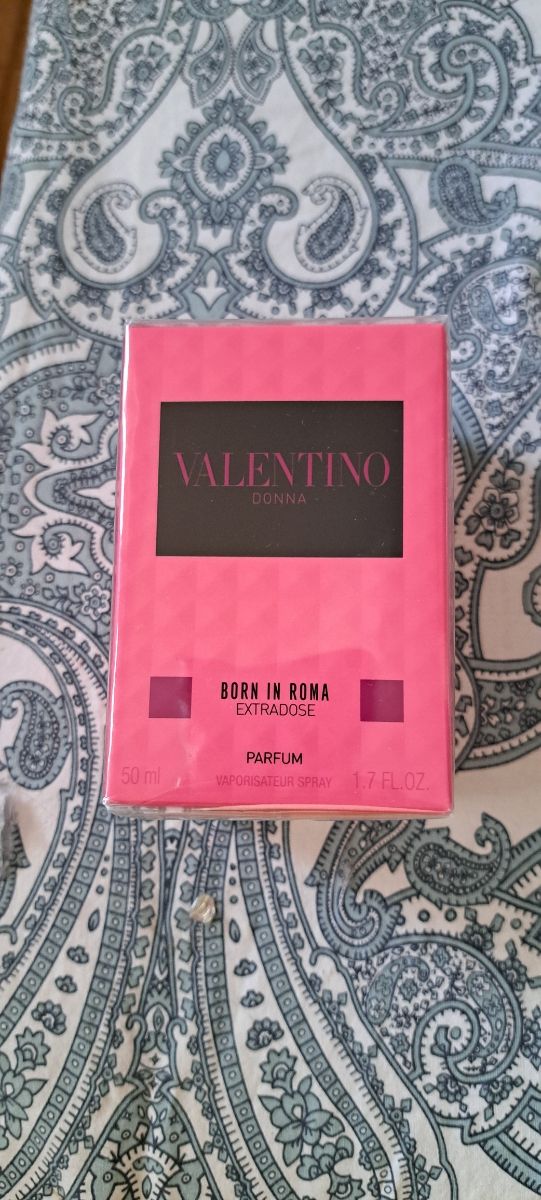 VALENTINO
DONNA
BORN IN ROMA
EXTRADOSE
PARFUM
50 ml VAPORISATEUR SPRAY 1.7 FL.OZ.